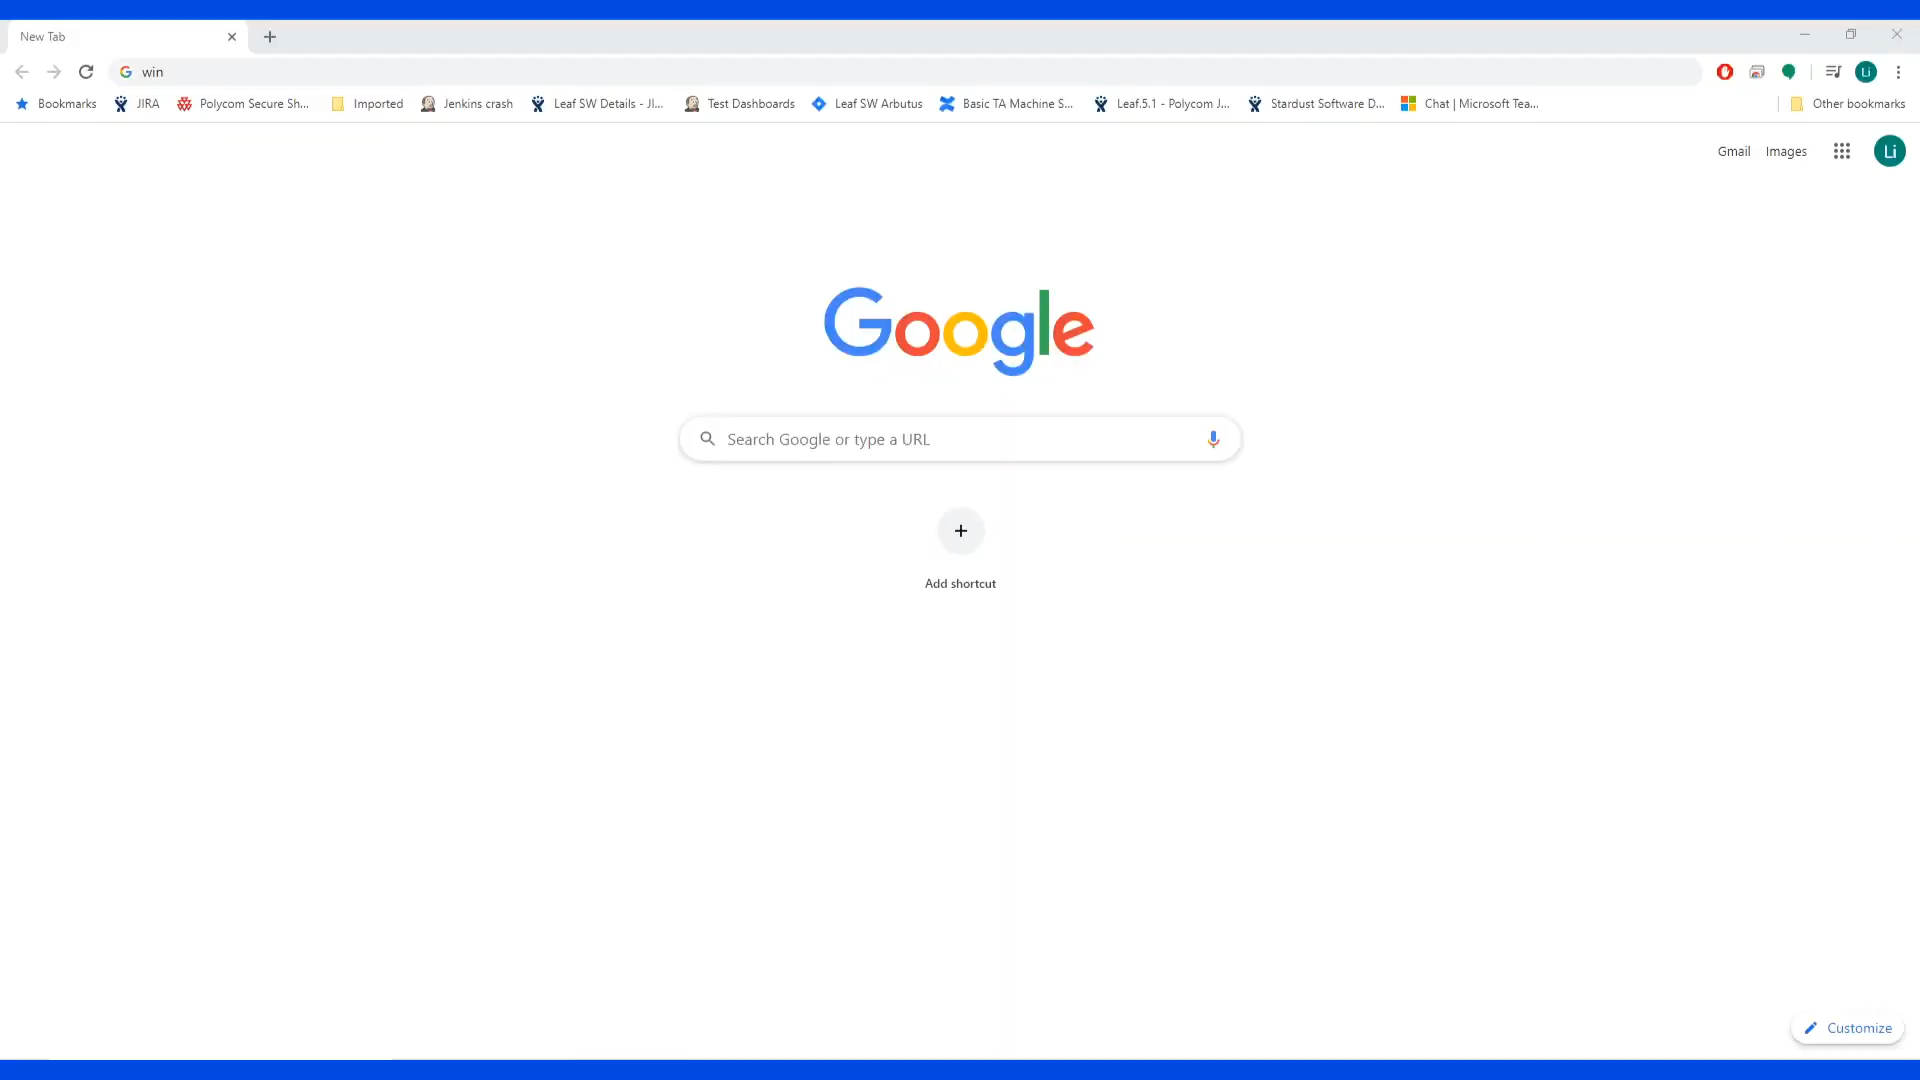 New Tab
win
Bookmarks JIRA Polycom Secure Sh... Imported Jenkins crash Leaf SW Details - JI... Test Dashboards Leaf SW Arbutus Basic TA Machine S... Leaf.5.1 - Polycom J... Stardust Software D... Chat | Microsoft Tea... Other bookmarks
Li
Gmail Images Li
Google
Search Google or type a URL
Add shortcut
Customize